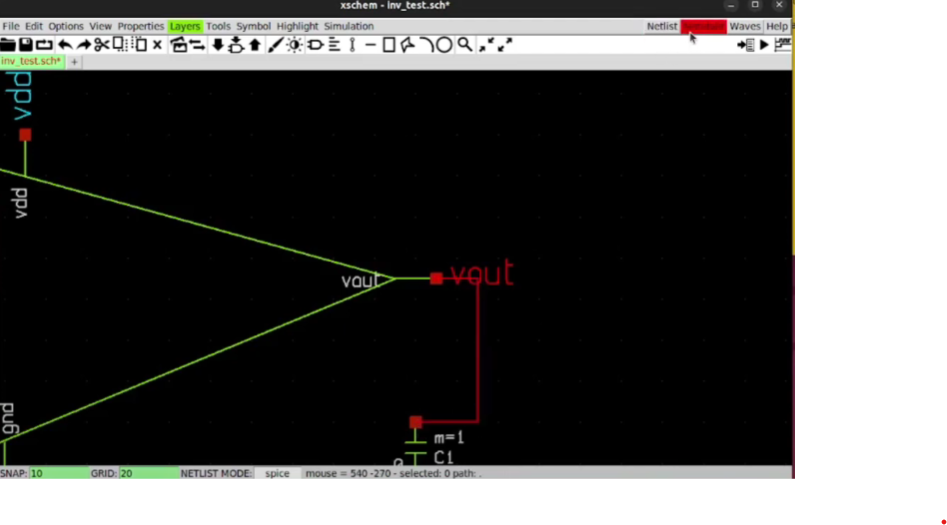 xschem - inv_test.sch*
File Edit Options View Properties Layers Tools Symbol Highlight Simulation Netlist Waves Help
inv_test.sch* +
vdd
vdd
vout vout
gnd
m=1
C1
SNAP: 10 GRID: 20 NETLIST MODE: spice mouse = 540 -270 - selected: 0 path: .